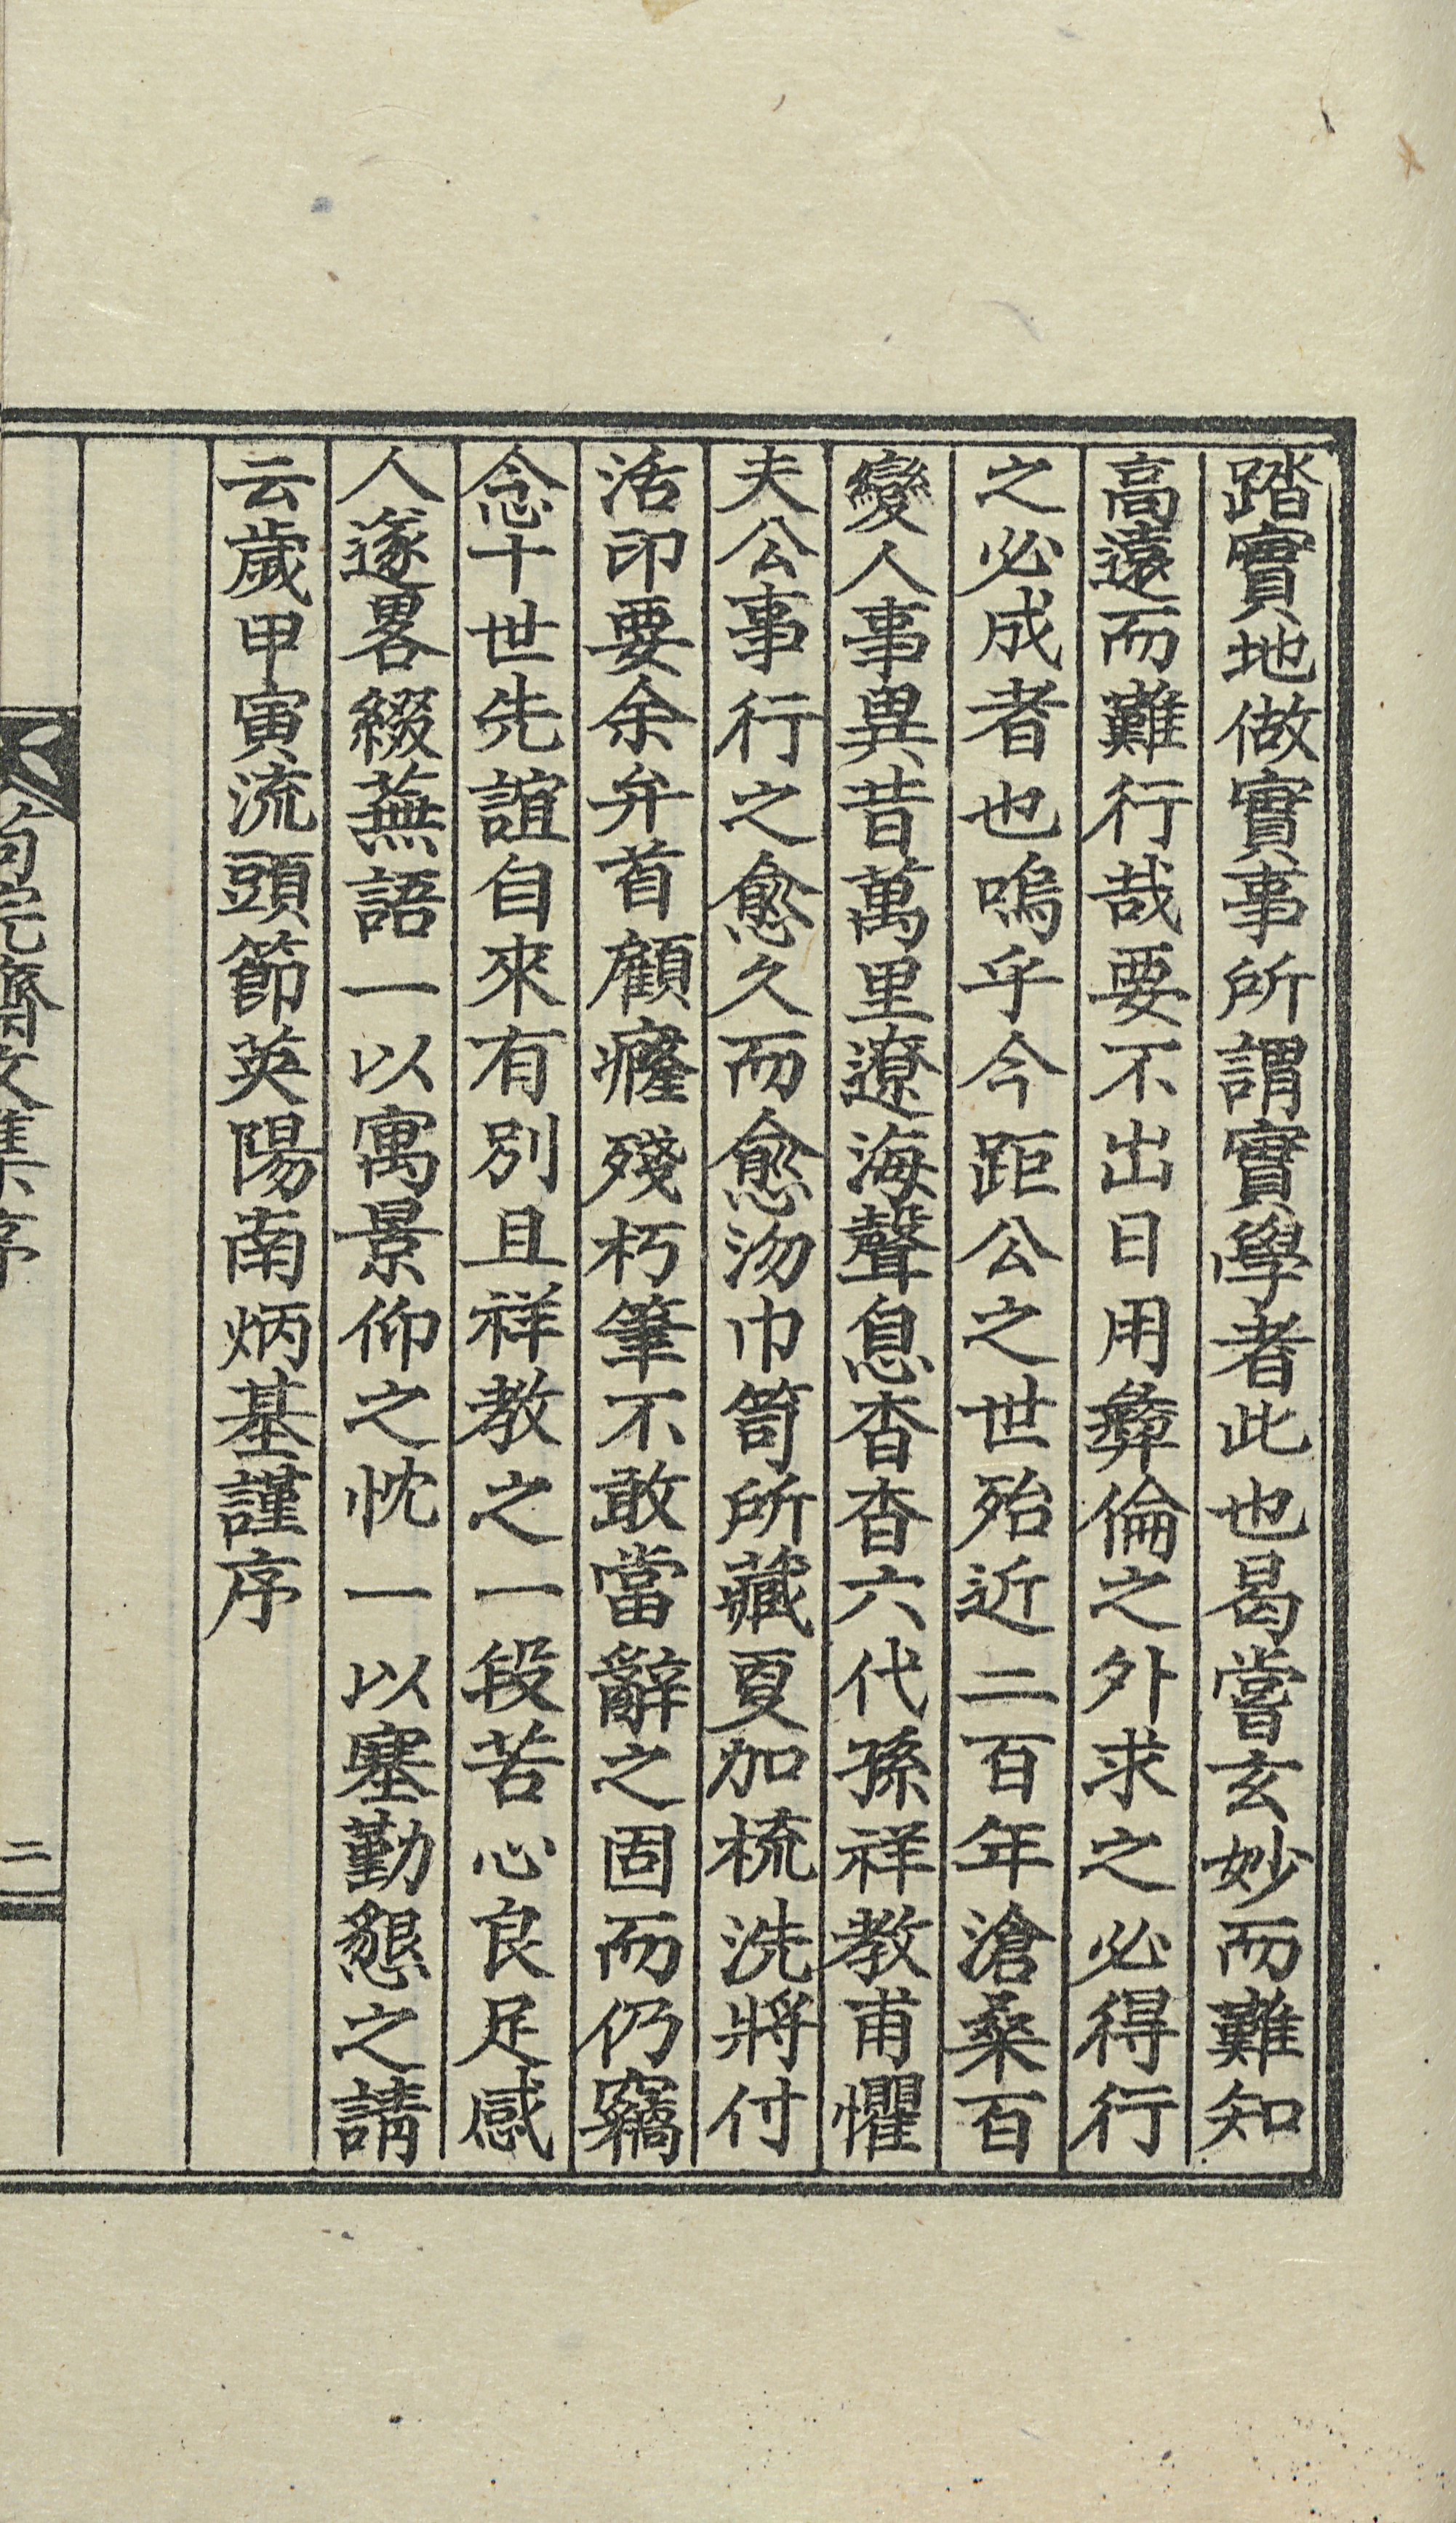 踏實地做實事所謂實學者此也曷嘗玄妙而難知
高遠而難行哉要不出日用彛倫之外求之必得行
之必成者也嗚乎今距公之世殆近二百年滄桑百
變人事異昔萬里遼海聲息杳杳六代孫祥教甫懼
夫公事行之愈久而愈沕巾笥所藏更加梳洗將付
活印要余弁首顧癃殘朽筆不敢當辭之固而仍竊
念十世先誼自來有別且祥教之一段苦心良足感
人遂畧綴蕪語一以寓景仰之忱一以塞勤懇之請
云歲甲寅流頭節英陽南炳基謹序
完齋文集序
二